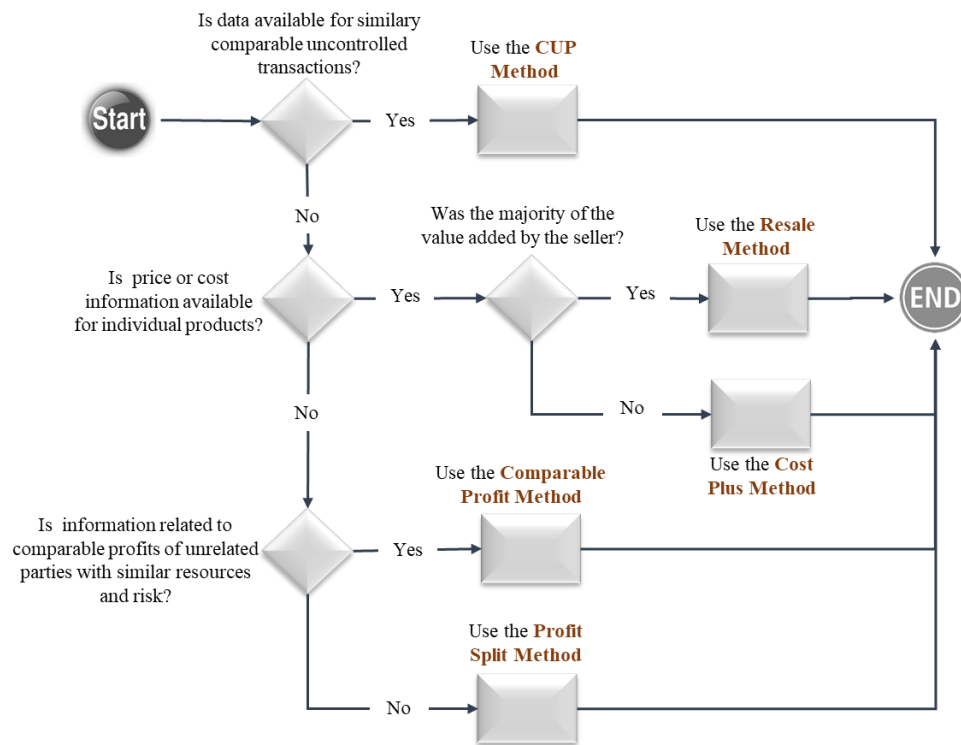 Is data available for similary
comparable uncontrolled
transactions?
Use the CUP
Method
Start
Yes
No
Was the majority of the
value added by the seller?
Use the Resale
Method
Is price or cost
information available
for individual products?
Yes
Yes
END
No
No
Use the Cost
Plus Method
Use the Comparable
Profit Method
Is information related to
comparable profits of unrelated
parties with similar resources
and risk?
Yes
Use the Profit
Split Method
No